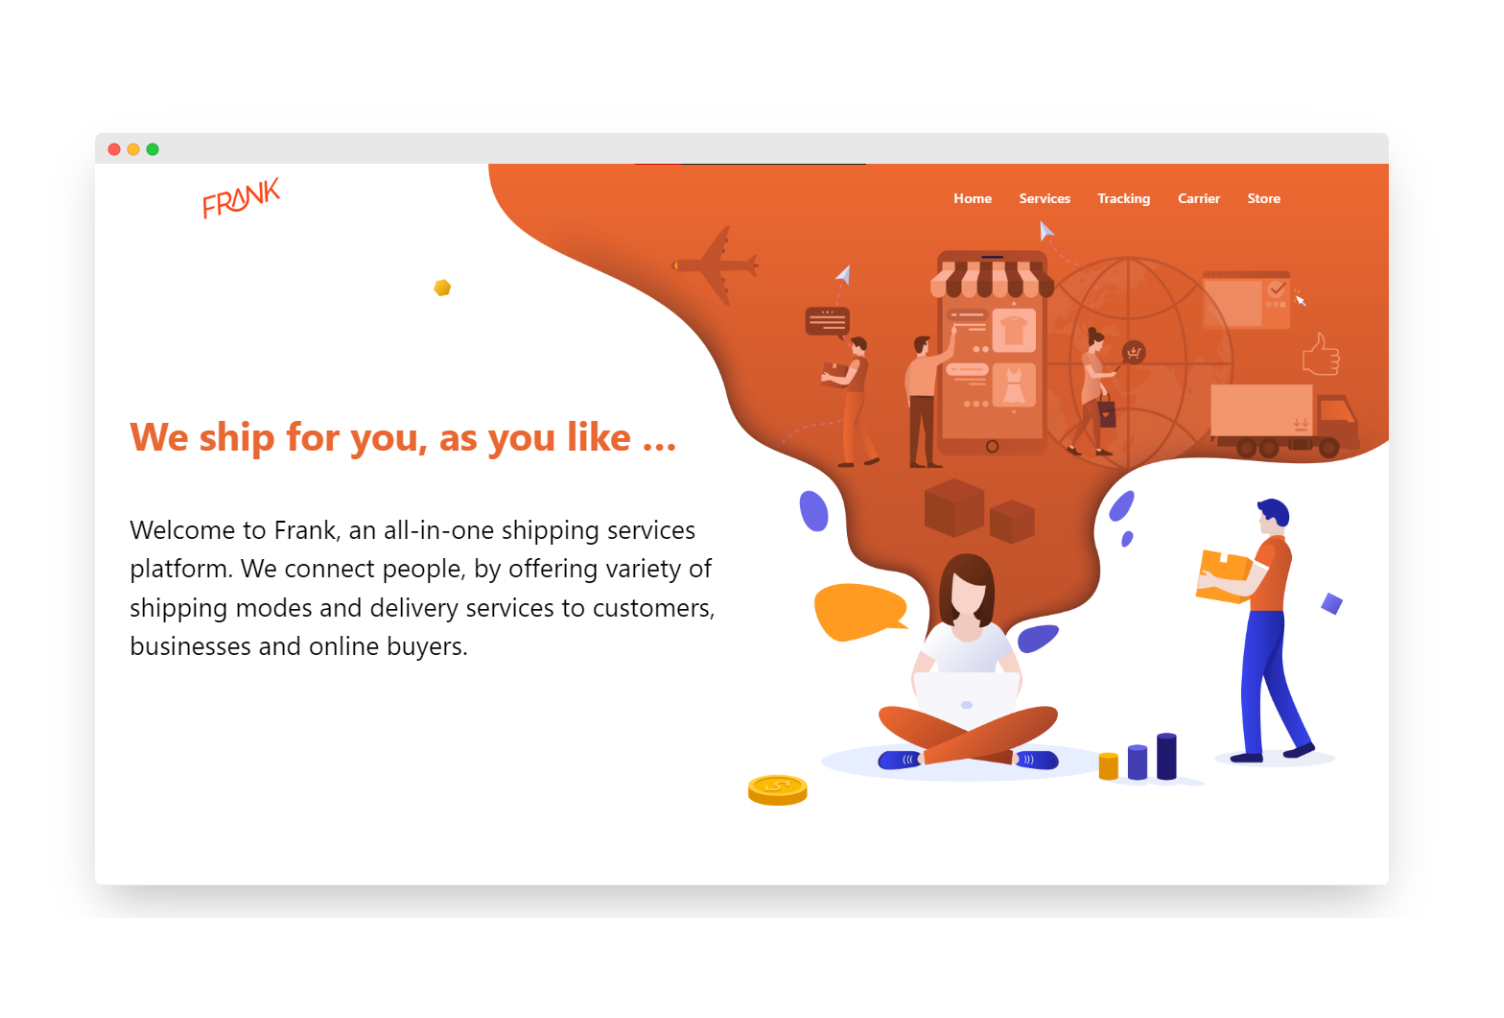 FRANK
Home Services Tracking Carrier Store
We ship for you, as you like ...
Welcome to Frank, an all-in-one shipping services
platform. We connect people, by offering variety of
shipping modes and delivery services to customers,
businesses and online buyers.